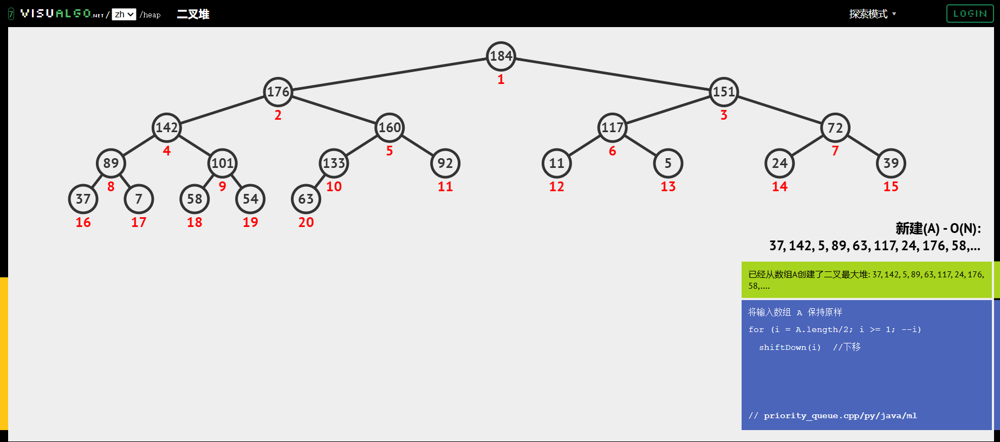 7 VISUALGO.NET / zh /heap 二叉堆 探索模式 ▿ LOGIN
184
1
176 151
2 3
142 160 117 72
4 5 6 7
89 101 133 92 11 5 24 39
8 9 10 11 12 13 14 15
37 7 58 54 63
16 17 18 19 20
新建(A) - O(N):
37, 142, 5, 89, 63, 117, 24, 176, 58,...
已经从数组A创建了二叉最大堆: 37, 142, 5, 89, 63, 117, 24, 176,
58,....
将输入数组 A 保持原样
for (i = A.length/2; i >= 1; --i)
shiftDown(i) //下移
// priority_queue.cpp/py/java/ml